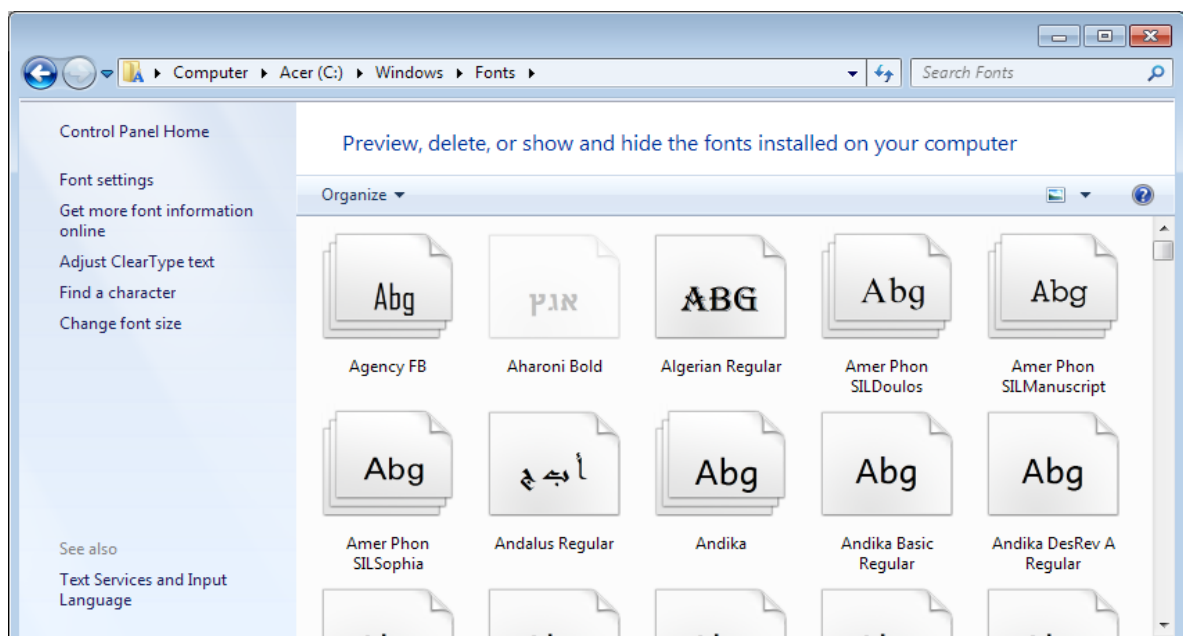 Computer Acer (C:) Windows Fonts
Search Fonts
Control Panel Home
Font settings
Get more font information
online
Adjust ClearType text
Find a character
Change font size
See also
Text Services and Input
Language
Preview, delete, or show and hide the fonts installed on your computer
Organize
Abg
אגץ
ABG
Abg
Abg
Agency FB
Aharoni Bold
Algerian Regular
Amer Phon
SILDoulos
Amer Phon
SILManuscript
Abg
أب ج
Abg
Abg
Abg
Amer Phon
SILSophia
Andalus Regular
Andika
Andika Basic
Regular
Andika DesRev A
Regular